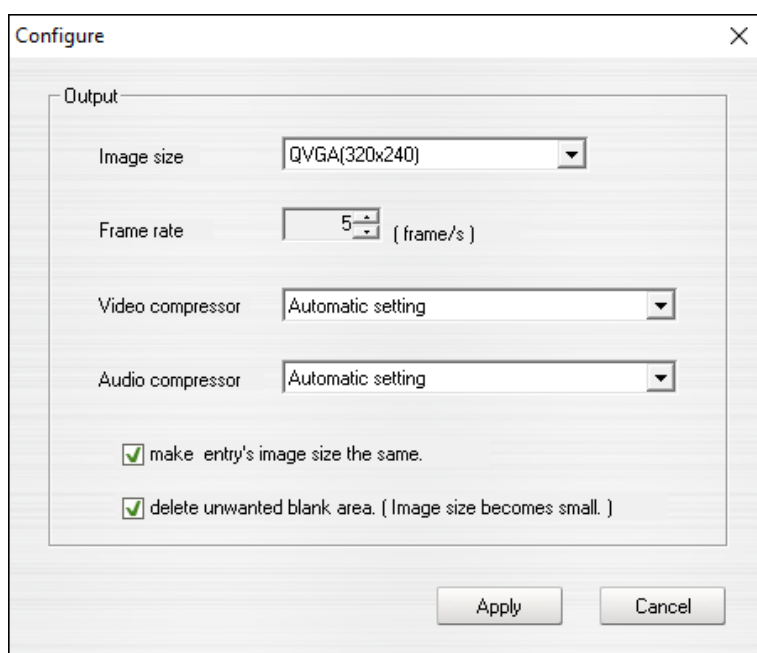 Configure
Output
Image size QVGA(320x240)
Frame rate 5 ( frame/s )
Video compressor Automatic setting
Audio compressor Automatic setting
make entry's image size the same.
delete unwanted blank area. ( Image size becomes small. )
Apply Cancel